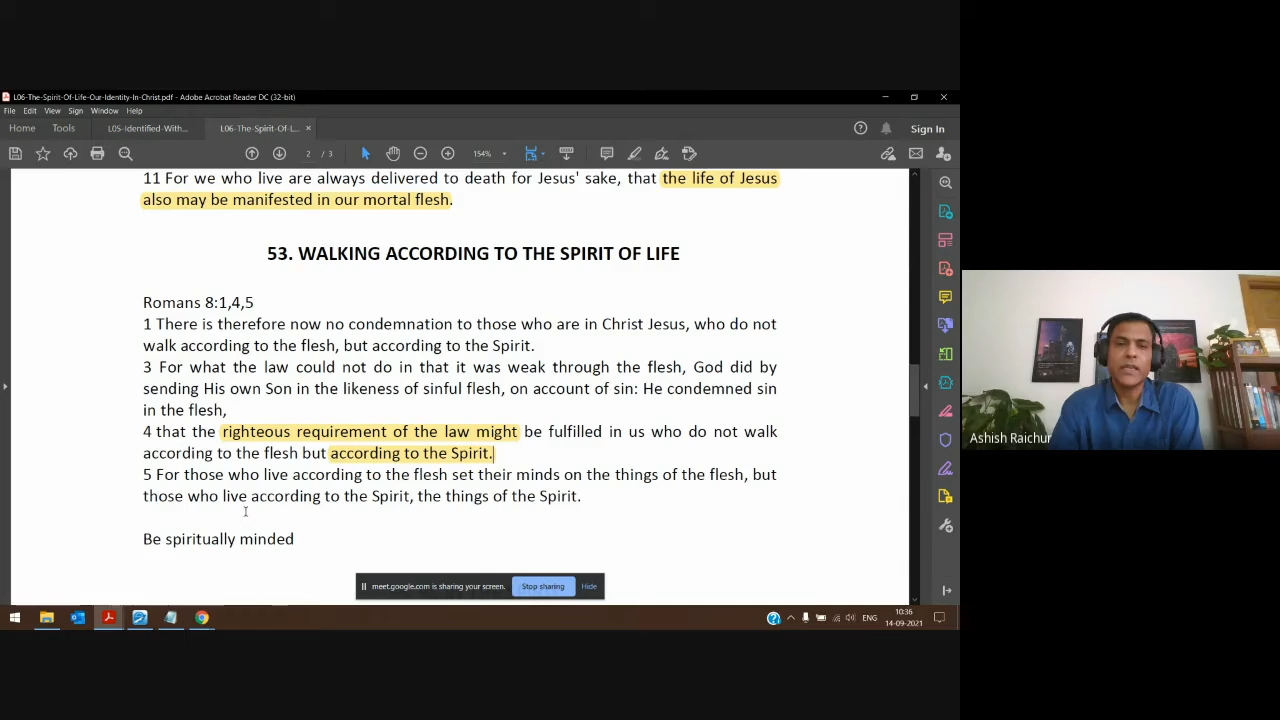 L06-The-Spirit-Of-Life-Our-Identity-In-Christ.pdf - Adobe Acrobat Reader DC (32-bit)
File Edit View Sign Window Help
Home Tools L05-Identified-With... L06-The-Spirit-Of-L... × Sign In
2 / 3 154%
11 For we who live are always delivered to death for Jesus' sake, that the life of Jesus
also may be manifested in our mortal flesh.
53. WALKING ACCORDING TO THE SPIRIT OF LIFE
Romans 8:1,4,5
1 There is therefore now no condemnation to those who are in Christ Jesus, who do not
walk according to the flesh, but according to the Spirit.
3 For what the law could not do in that it was weak through the flesh, God did by
sending His own Son in the likeness of sinful flesh, on account of sin: He condemned sin
in the flesh,
4 that the righteous requirement of the law might be fulfilled in us who do not walk
according to the flesh but according to the Spirit.
5 For those who live according to the flesh set their minds on the things of the flesh, but
those who live according to the Spirit, the things of the Spirit.
Be spiritually minded
meet.google.com is sharing your screen. Stop sharing Hide
Ashish Raichur
ENG 10:36
14-09-2021